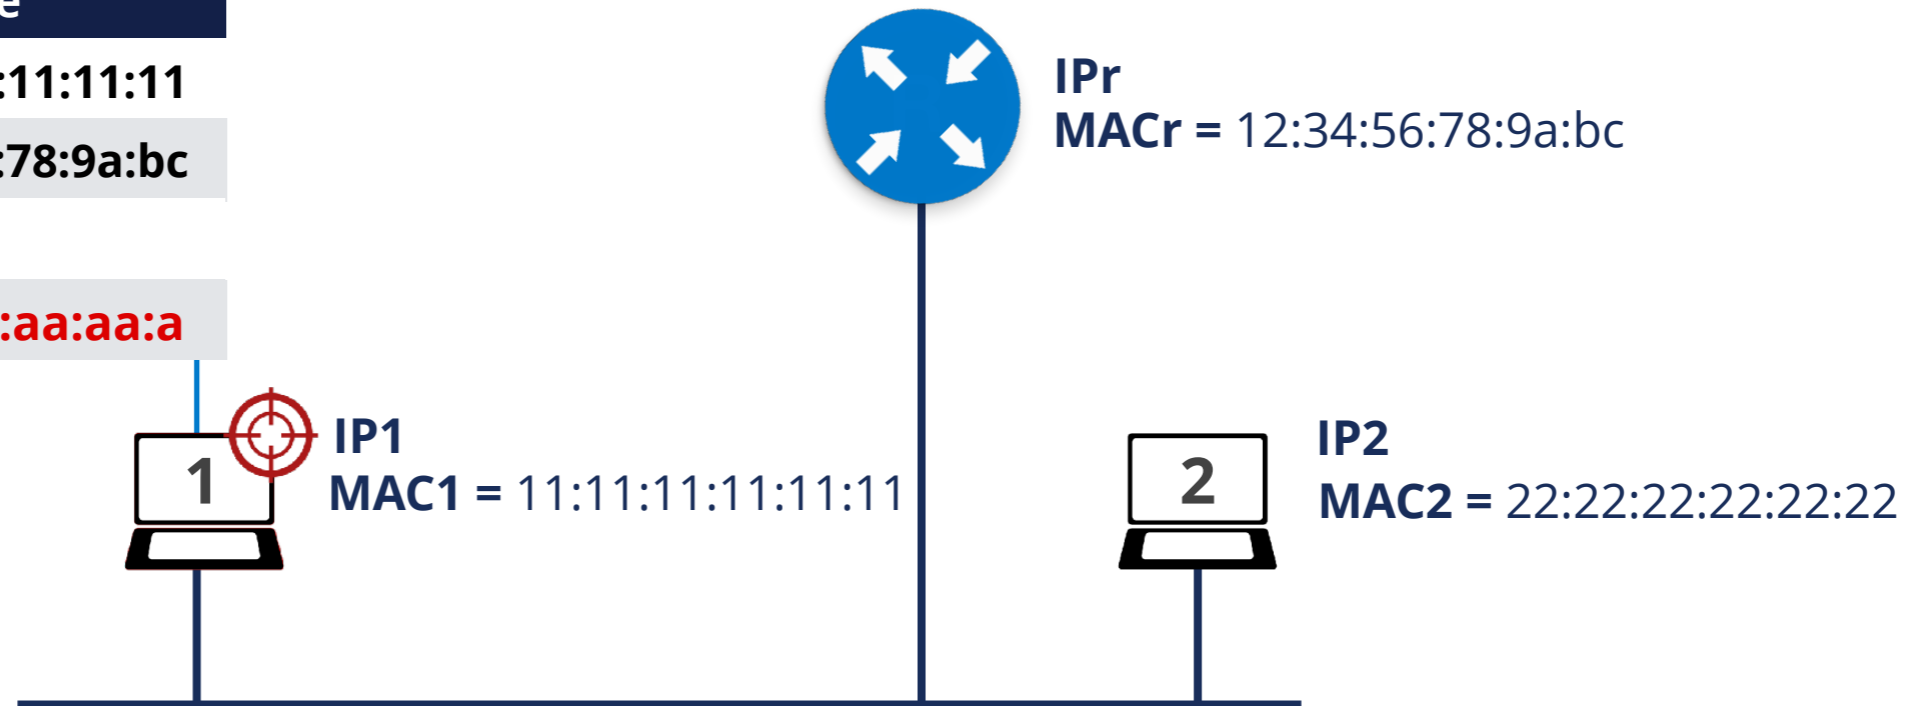 e
:11:11:11
:78:9a:bc
:aa:aa:a
IPr
MACr = 12:34:56:78:9a:bc
1
IP1
MAC1 = 11:11:11:11:11:11
2
IP2
MAC2 = 22:22:22:22:22:22